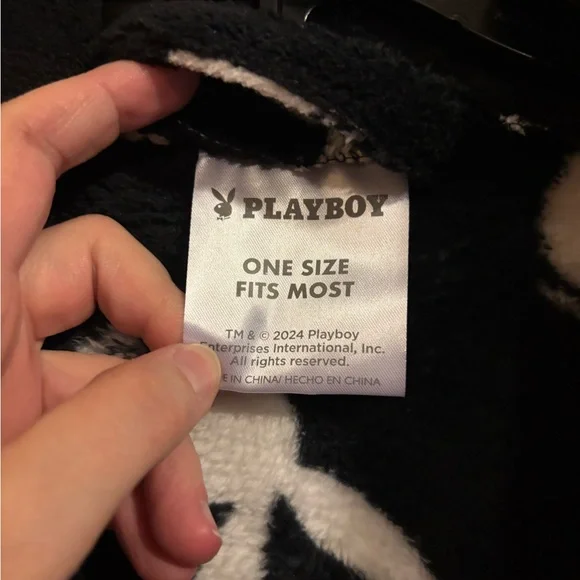 PLAYBOY
ONE SIZE
FITS MOST
TM & © 2024 Playboy
Enterprises International, Inc.
All rights reserved.
IN CHINA/ HECHO EN CHINA